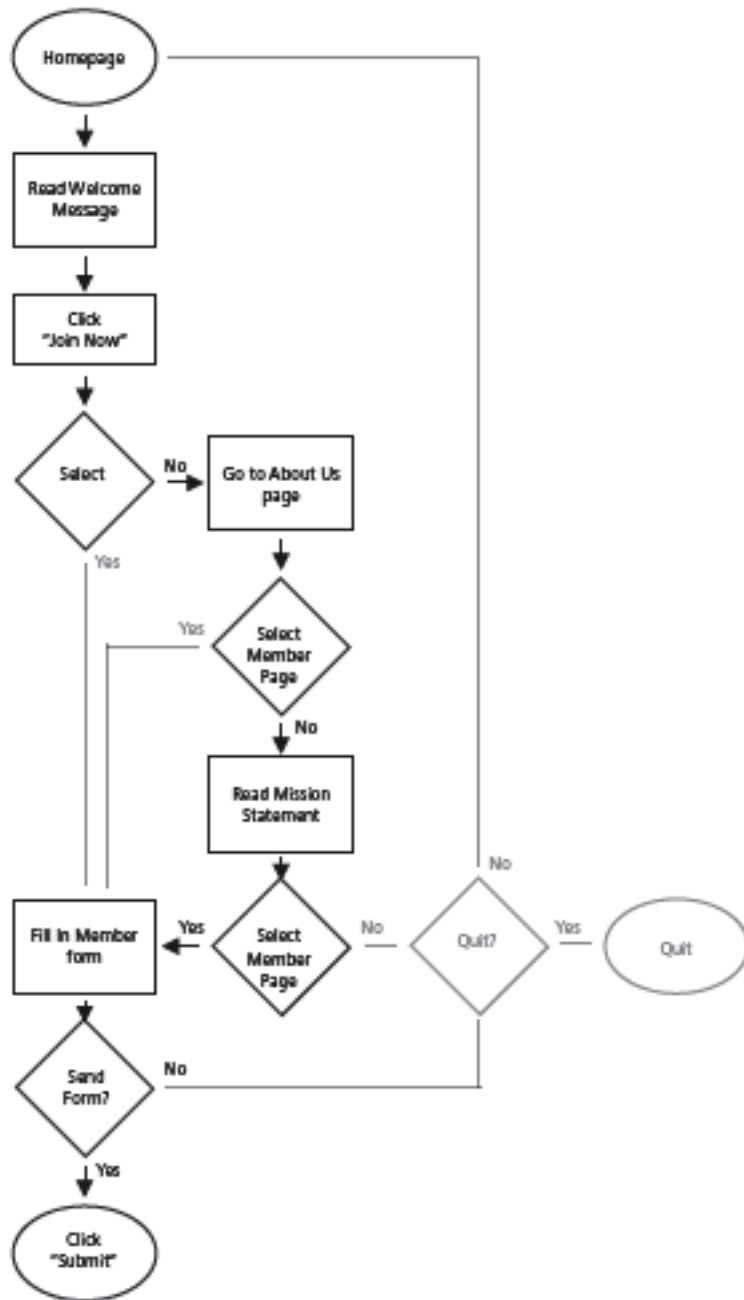 Homepage
Read Welcome
Message
Click
"Join Now"
Select
No
Go to About Us
page
Yes
Yes
Select
Member
Page
No
Read Mission
Statement
No
Fill In Member
form
Yes
Select
Member
Page
No
Quit?
Yes
Quit
Send
Form?
No
Yes
Click
"Submit"